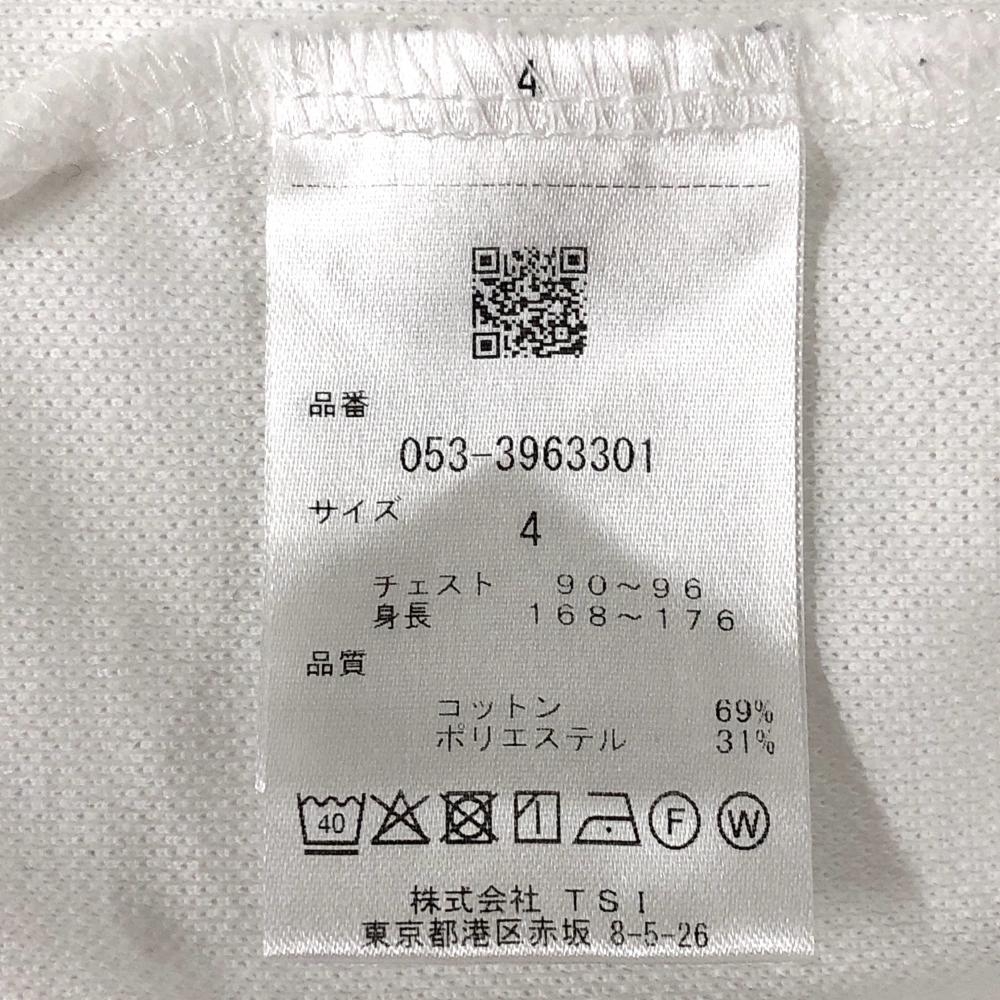 4
品番
053-3963301
サイズ
4
チェスト 90～96
身長 168～176
品質
コットン 69%
ポリエステル 31%
40 F W
株式会社 TSI
東京都港区赤坂 8-5-26